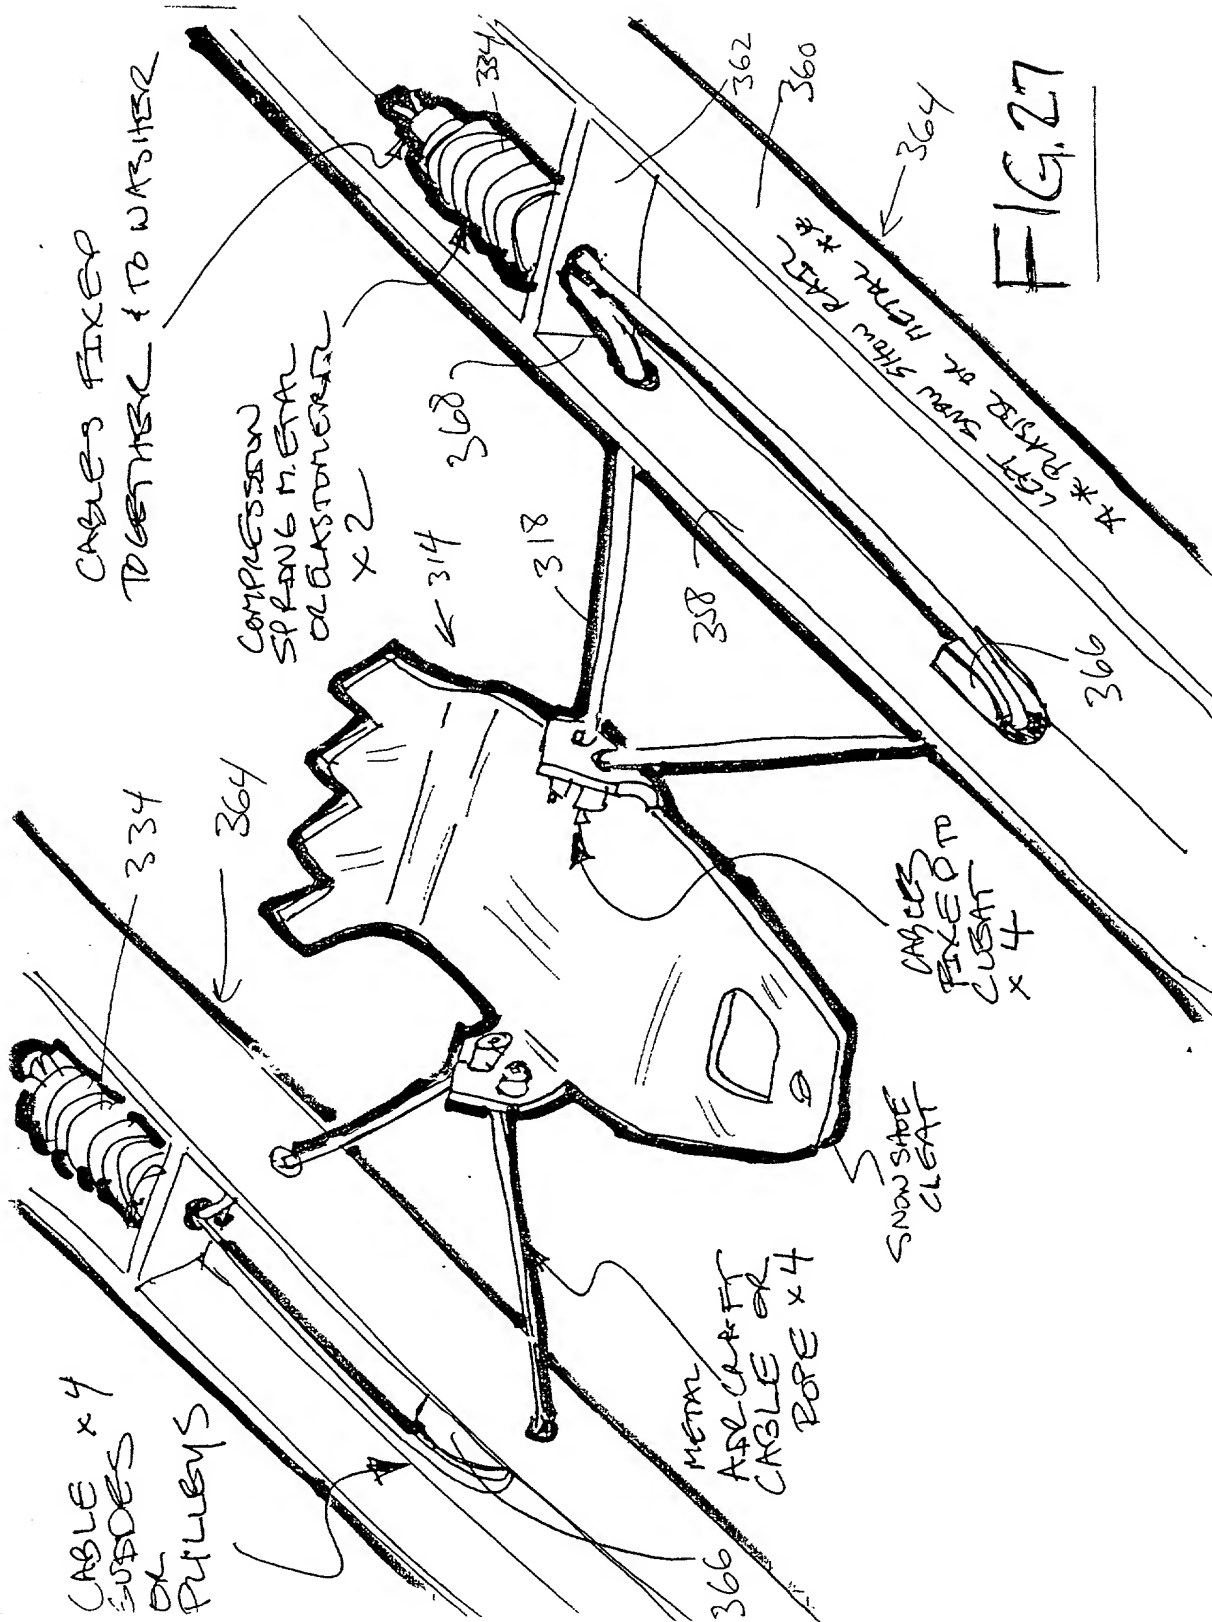 CABLES FIXED
TOGETHER & TO WASHER
COMPRESSION
SPRING METAL
OR ELASTOMERIC
x 2
334
362
360
364
368
314
318
358
366
LEFT SNOW SHOW RAIL
** PLASTIC OR METAL **
FIG. 27
334
364
CABLE x 4
SLIDES
OR
PULLEYS
366
METAL
AIRCRAFT
CABLE OR
ROPE x 4
SNOWSHOE
CLEAT
CABLES
FIXED TO
CLEAT
x 4